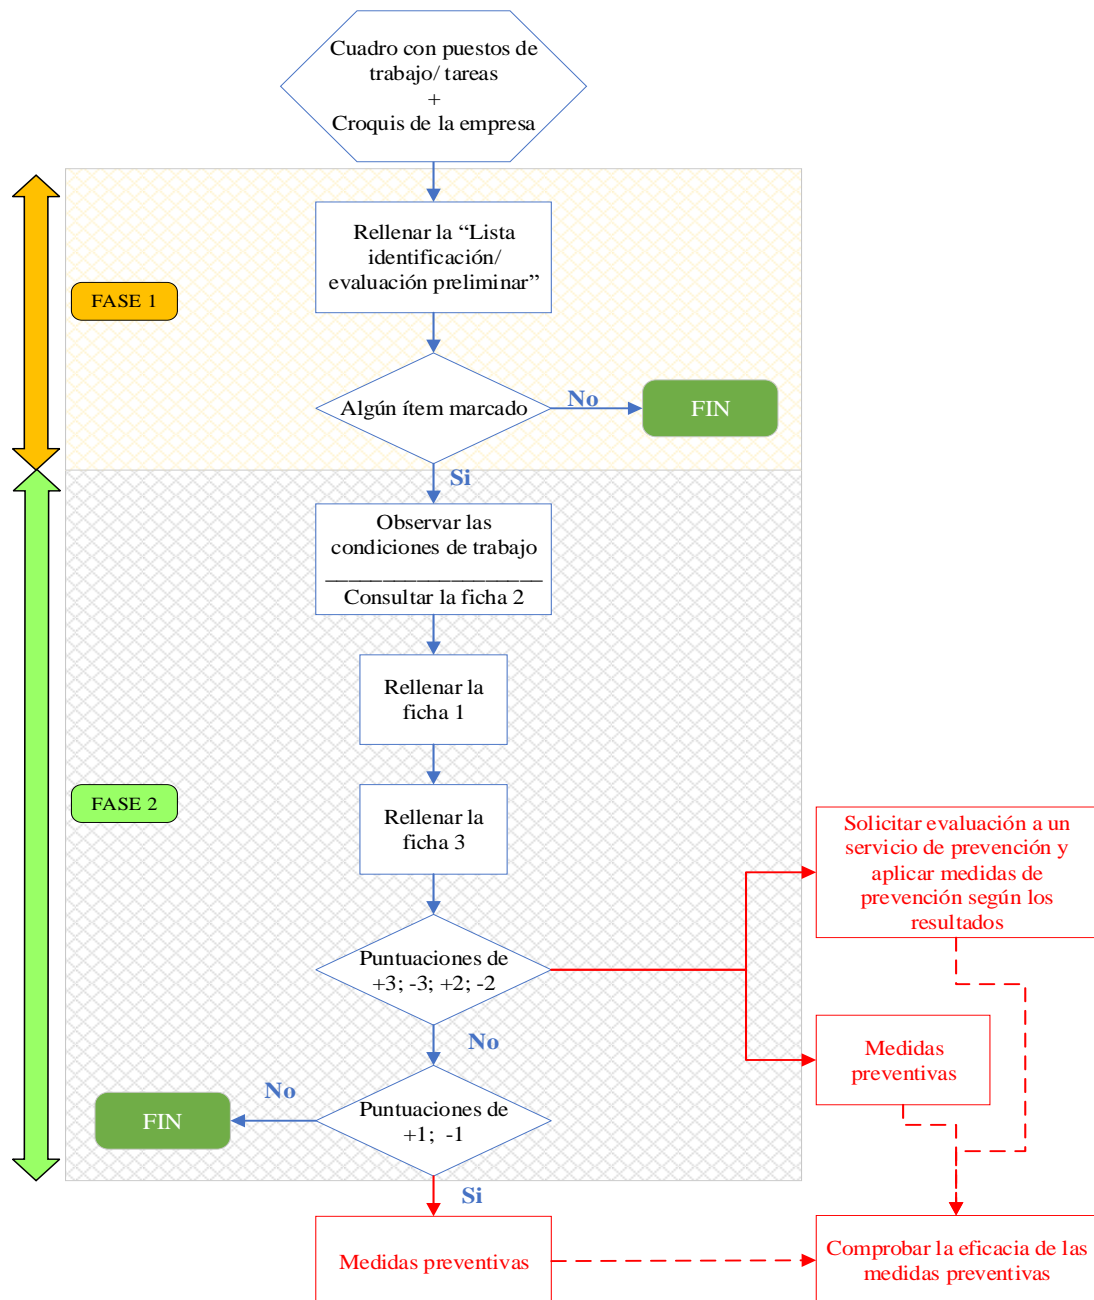 Cuadro con puestos de
trabajo/ tareas
+
Croquis de la empresa
Rellenar la “Lista
identificación/
evaluación preliminar”
FASE 1
Algún ítem marcado
No
FIN
Si
Observar las
condiciones de trabajo
Consultar la ficha 2
Rellenar la
ficha 1
FASE 2
Rellenar la
ficha 3
Solicitar evaluación a un
servicio de prevención y
aplicar medidas de
prevención según los
resultados
Puntuaciones de
+3; -3; +2; -2
No
Medidas
preventivas
No
FIN
Puntuaciones de
+1; -1
Si
Medidas preventivas
Comprobar la eficacia de las
medidas preventivas